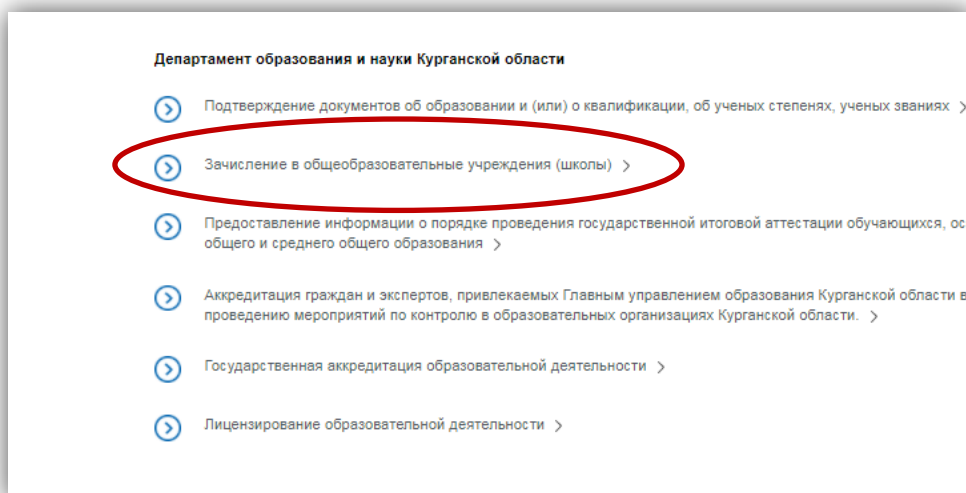 Департамент образования и науки Курганской области
Подтверждение документов об образовании и (или) о квалификации, об ученых степенях, ученых званиях >
Зачисление в общеобразовательные учреждения (школы) >
Предоставление информации о порядке проведения государственной итоговой аттестации обучающихся, ос
общего и среднего общего образования >
Аккредитация граждан и экспертов, привлекаемых Главным управлением образования Курганской области в
проведению мероприятий по контролю в образовательных организациях Курганской области. >
Государственная аккредитация образовательной деятельности >
Лицензирование образовательной деятельности >